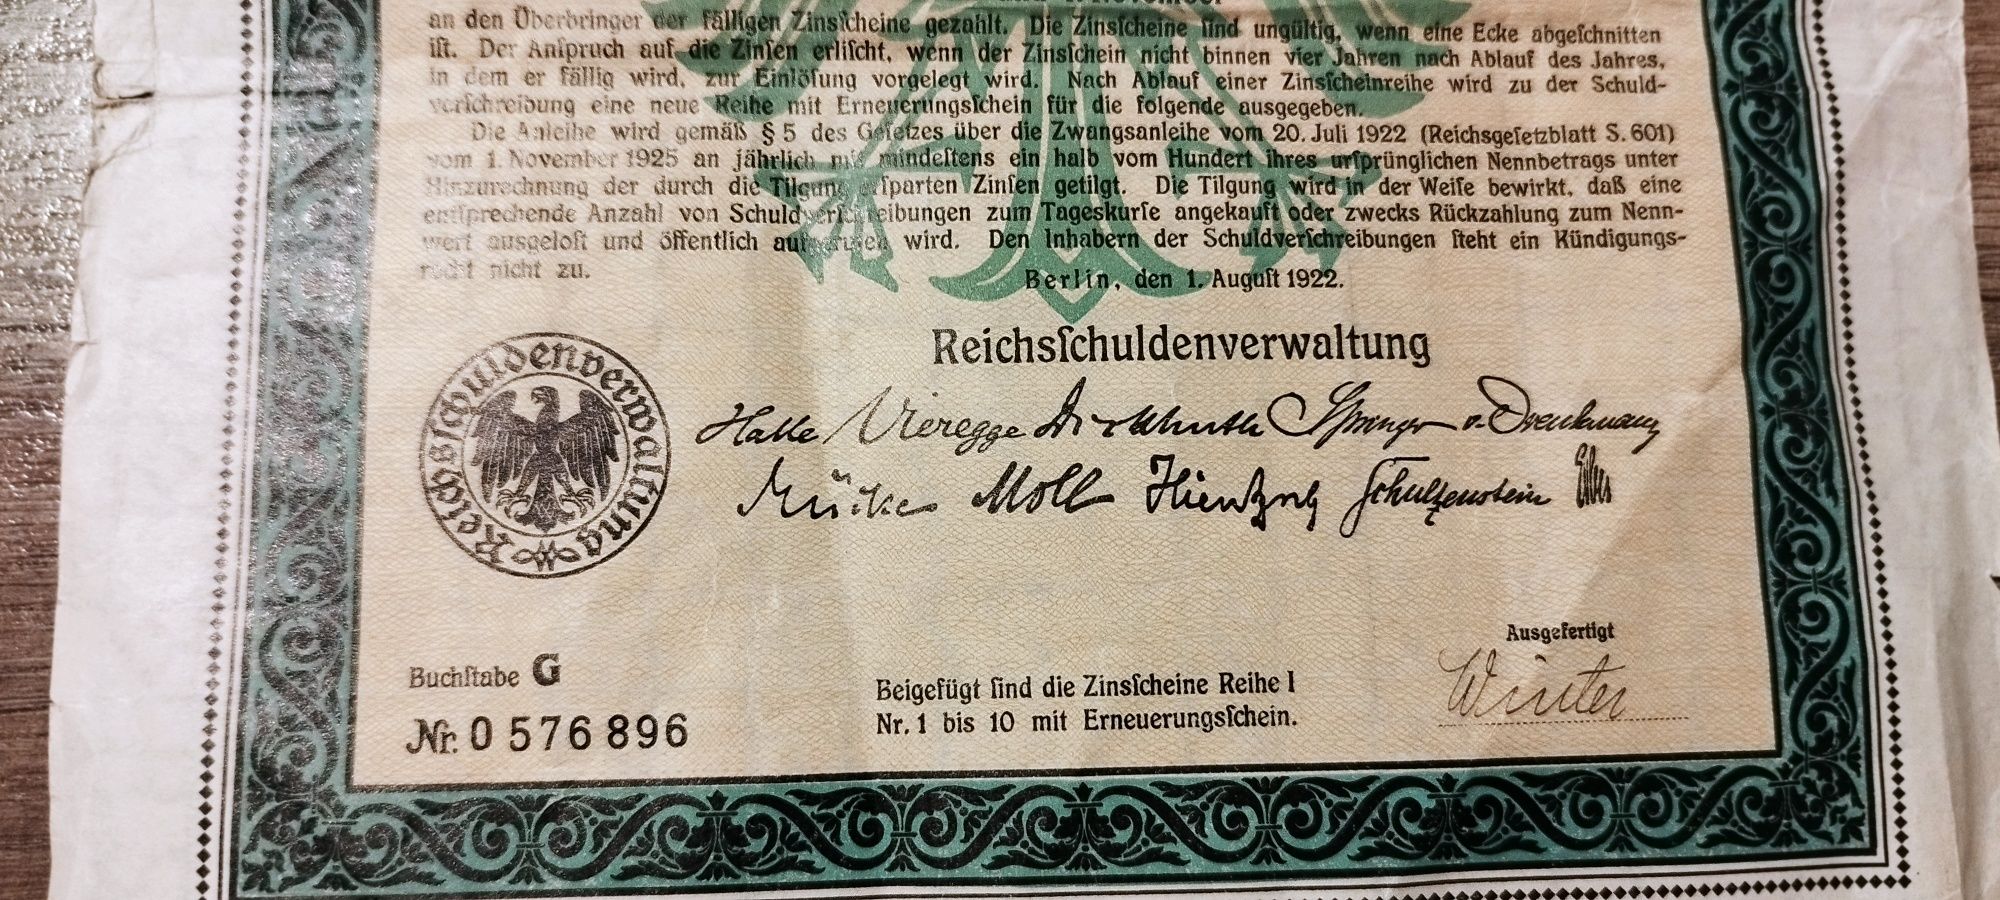 an den Überbringer der fälligen Zinsſcheine gezahlt. Die Zinsſcheine ſind ungültig, wenn eine Ecke abgeſchnitten
iſt. Der Anſpruch auf die Zinſen erliſcht, wenn der Zinsſchein nicht binnen vier Jahren nach Ablauf des Jahres,
in dem er fällig wird, zur Einlöſung vorgelegt wird. Nach Ablauf einer Zinsſcheinreihe wird zu der Schuld-
verſchreibung eine neue Reihe mit Erneuerungsſchein für die folgende ausgegeben.
Die Anleihe wird gemäß § 5 des Geſetzes über die Zwangsanleihe vom 20. Juli 1922 (Reichsgeſetzblatt S. 601)
vom 1. November 1925 an jährlich mit mindeſtens ein halb vom Hundert ihres urſprünglichen Nennbetrags unter
Hinzurechnung der durch die Tilgung erſparten Zinſen getilgt. Die Tilgung wird in der Weiſe bewirkt, daß eine
entſprechende Anzahl von Schuldverſchreibungen zum Tageskurſe angekauft oder zwecks Rückzahlung zum Nenn-
wert ausgeloſt und öffentlich aufgerufen wird. Den Inhabern der Schuldverſchreibungen ſteht ein Kündigungs-
recht nicht zu.
Berlin, den 1. Auguſt 1922.
Reichsſchuldenverwaltung
Reichsſchuldenverwaltung
Halle Vieregge Springer v. Drenkmann
Mücke Moll Schultzenstein
Ausgefertigt
Winter
Buchſtabe G
Nr. 0 576 896
Beigefügt ſind die Zinsſcheine Reihe I
Nr. 1 bis 10 mit Erneuerungsſchein.